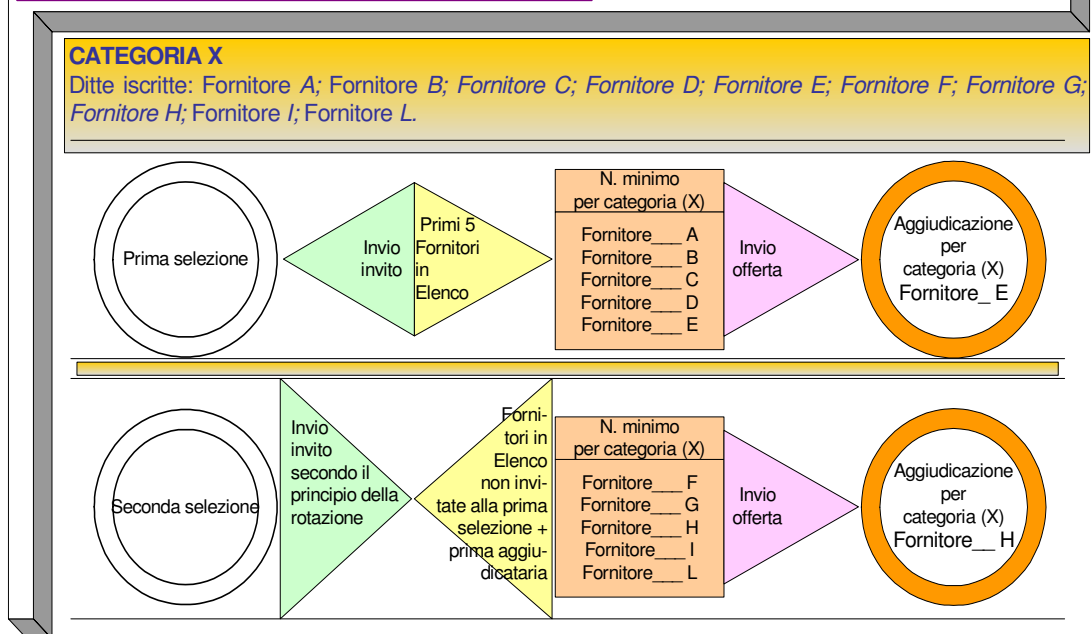 CATEGORIA X
Ditte iscritte: Fornitore A; Fornitore B; Fornitore C; Fornitore D; Fornitore E; Fornitore F; Fornitore G;
Fornitore H; Fornitore I; Fornitore L.
Prima selezione
Invio
invito
Primi 5
Fornitori
in
Elenco
N. minimo
per categoria (X)
Fornitore___ A
Fornitore___ B
Fornitore___ C
Fornitore___ D
Fornitore___ E
Invio
offerta
Aggiudicazione
per
categoria (X)
Fornitore_ E
Seconda selezione
Invio
invito
secondo il
principio della
rotazione
Forni-
tori in
Elenco
non invi-
tate alla prima
selezione +
prima aggiu-
dicataria
N. minimo
per categoria (X)
Fornitore___ F
Fornitore___ G
Fornitore___ H
Fornitore___ I
Fornitore___ L
Invio
offerta
Aggiudicazione
per
categoria (X)
Fornitore__ H